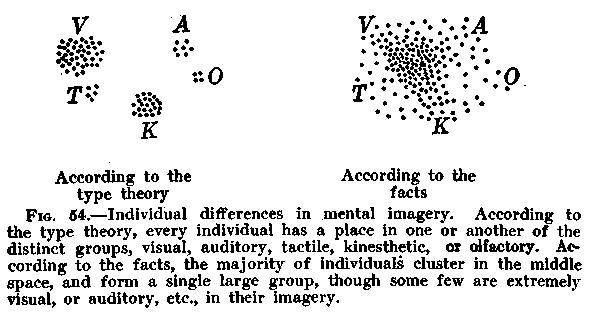 V A V A
O O
T T
K K
According to the According to the
type theory facts
FIG. 54.—Individual differences in mental imagery. According to
the type theory, every individual has a place in one or another of the
distinct groups, visual, auditory, tactile, kinesthetic, or olfactory. Ac-
cording to the facts, the majority of individuals cluster in the middle
space, and form a single large group, though some few are extremely
visual, or auditory, etc., in their imagery.